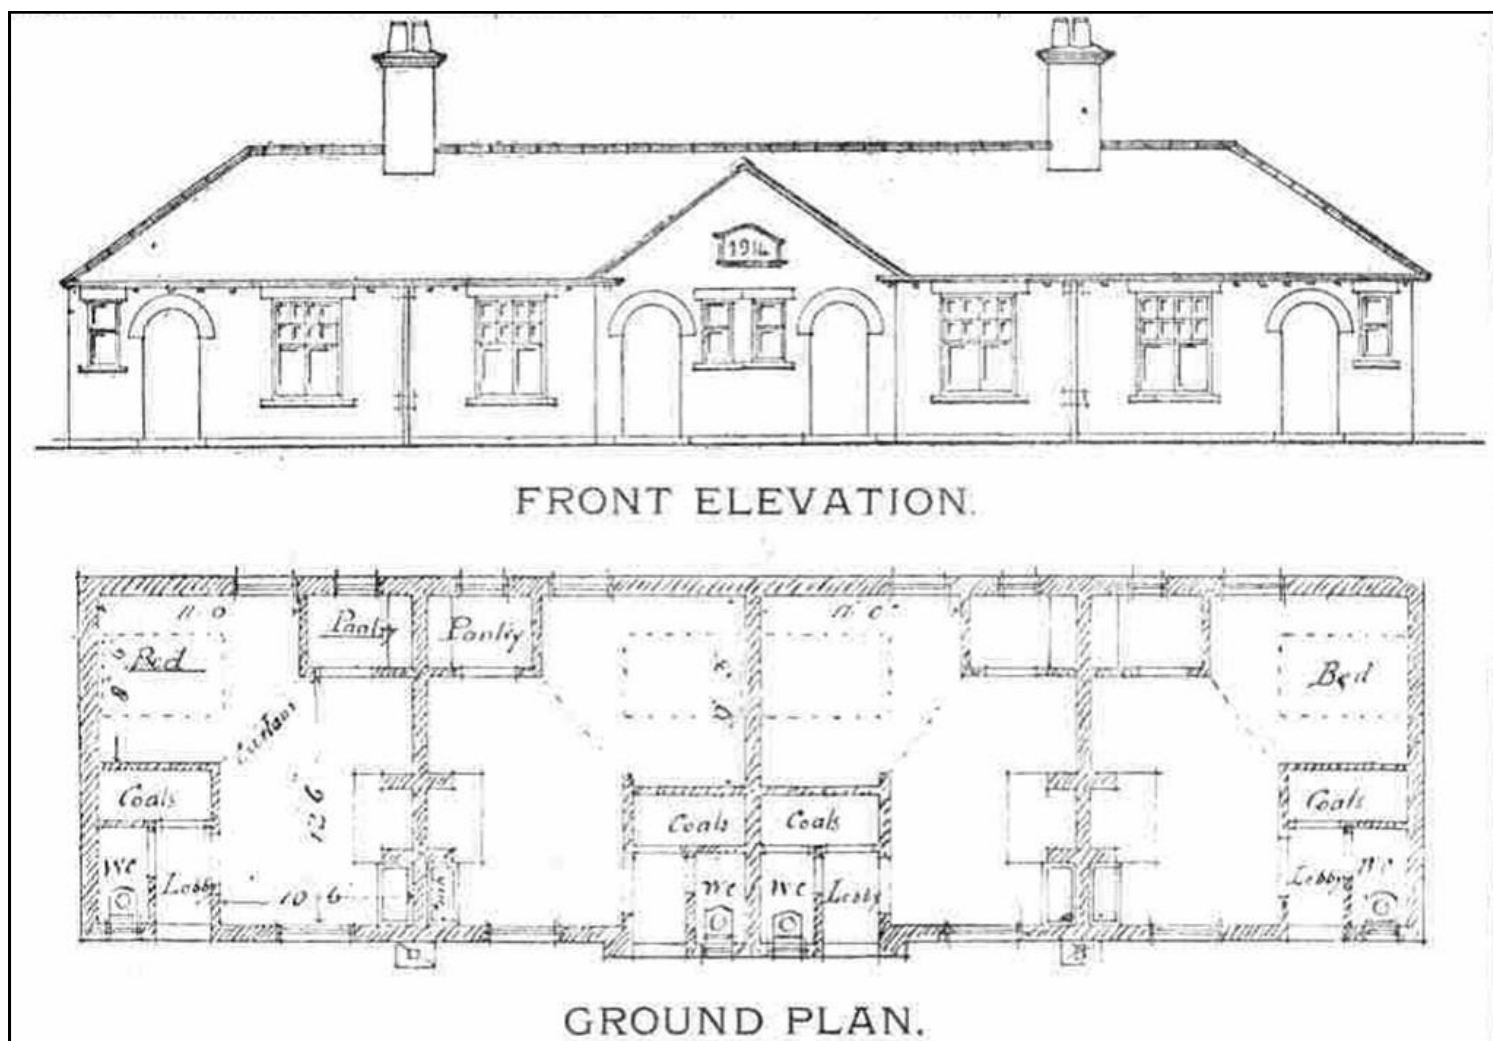 1914
FRONT ELEVATION.
11-0
11'-0"
Pantry
Pantry
Bed
Bed
Curtain
12-6
Coals
Coals
Coals
Coals
WC
Lobby
10-6
WC
WC
Lobby
Lobby
WC
GROUND PLAN.